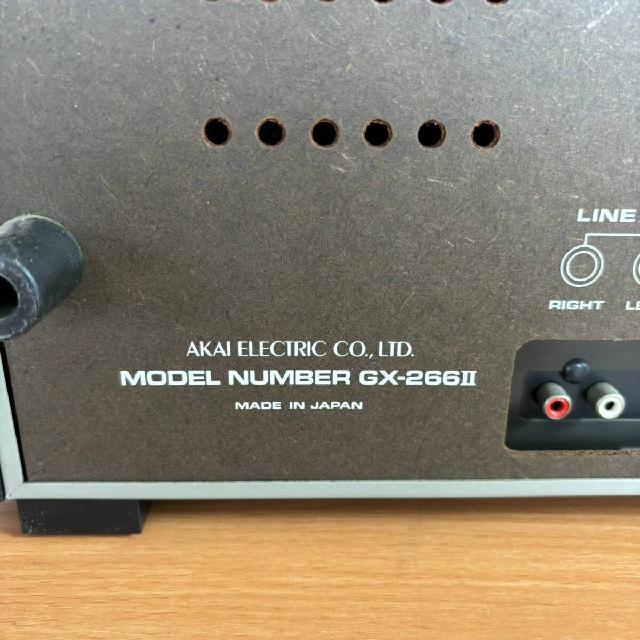 LINE
RIGHT
AKAI ELECTRIC CO., LTD.
MODEL NUMBER GX-266II
MADE IN JAPAN